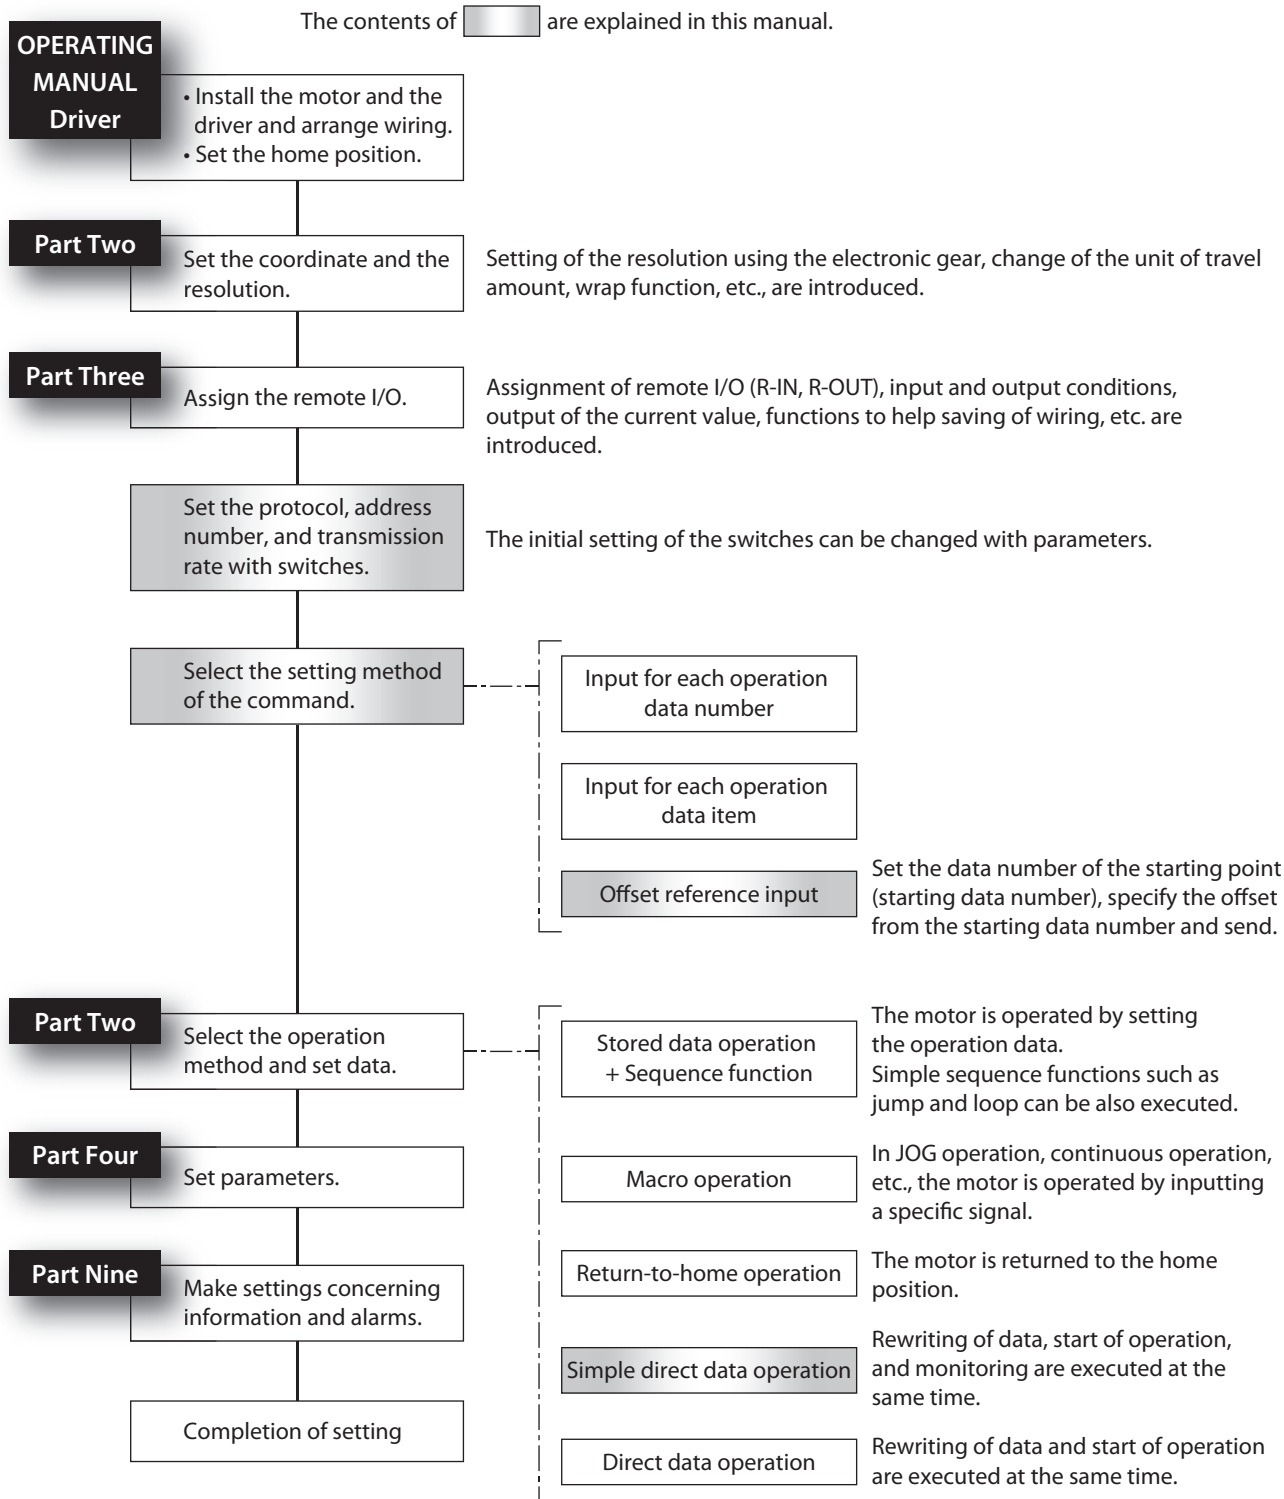 The contents of are explained in this manual.
OPERATING
MANUAL
Driver
• Install the motor and the
driver and arrange wiring.
• Set the home position.
Part Two
Set the coordinate and the
resolution.
Setting of the resolution using the electronic gear, change of the unit of travel
amount, wrap function, etc., are introduced.
Part Three
Assign the remote I/O.
Assignment of remote I/O (R-IN, R-OUT), input and output conditions,
output of the current value, functions to help saving of wiring, etc. are
introduced.
Set the protocol, address
number, and transmission
rate with switches.
The initial setting of the switches can be changed with parameters.
Select the setting method
of the command.
Input for each operation
data number
Input for each operation
data item
Offset reference input
Set the data number of the starting point
(starting data number), specify the offset
from the starting data number and send.
Part Two
Select the operation
method and set data.
Stored data operation
+ Sequence function
The motor is operated by setting
the operation data.
Simple sequence functions such as
jump and loop can be also executed.
Part Four
Set parameters.
Macro operation
In JOG operation, continuous operation,
etc., the motor is operated by inputting
a specific signal.
Part Nine
Make settings concerning
information and alarms.
Return-to-home operation
The motor is returned to the home
position.
Simple direct data operation
Rewriting of data, start of operation,
and monitoring are executed at the
same time.
Completion of setting
Direct data operation
Rewriting of data and start of operation
are executed at the same time.